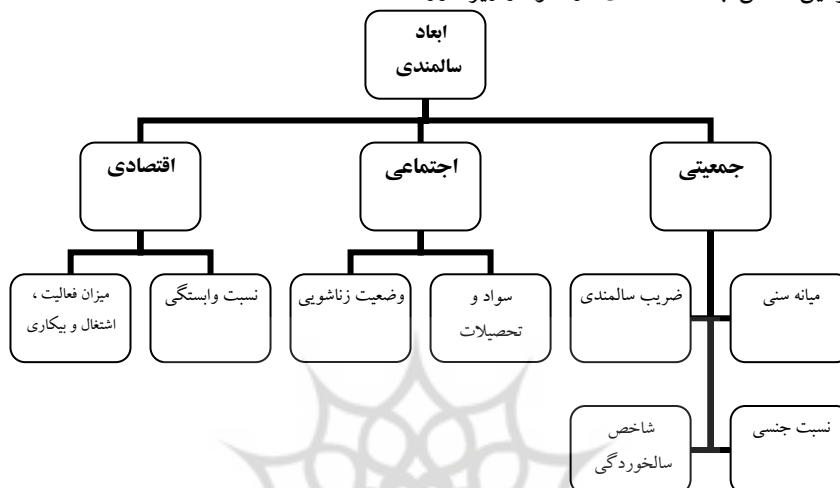 ابعاد
سالمندی
جمعیتی
اجتماعی
اقتصادی
میانه سنی
ضریب سالمندی
سواد و
تحصیلات
وضعیت زناشویی
نسبت وابستگی
میزان فعالیت ،
اشتغال و بیکاری
نسبت جنسی
شاخص
سالخوردگی